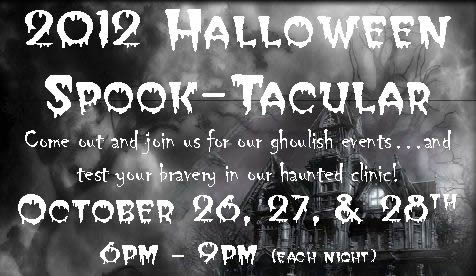 2012 Halloween
Spook-Tacular
Come out and join us for our ghoulish events...and
test your bravery in our haunted clinic!
October 26, 27, & 28th
6pm - 9pm (each night)